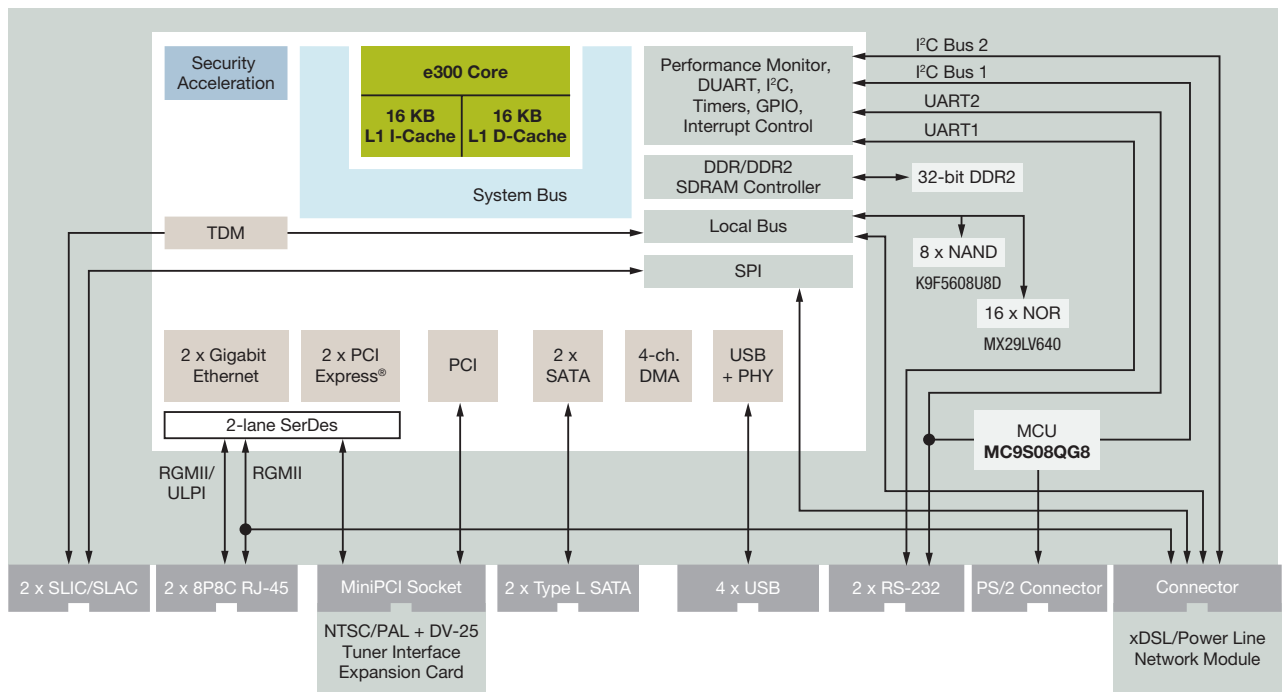 Security
Acceleration
e300 Core
16 KB
L1 I-Cache
16 KB
L1 D-Cache
System Bus
Performance Monitor,
DUART, I²C,
Timers, GPIO,
Interrupt Control
I²C Bus 2
I²C Bus 1
UART2
UART1
DDR/DDR2
SDRAM Controller
32-bit DDR2
TDM
Local Bus
8 x NAND
K9F5608U8D
SPI
16 x NOR
MX29LV640
2 x Gigabit
Ethernet
2 x PCI
Express®
PCI
2 x
SATA
4-ch.
DMA
USB
+ PHY
2-lane SerDes
MCU
MC9S08QG8
RGMII/
ULPI
RGMII
2 x SLIC/SLAC
2 x 8P8C RJ-45
MiniPCI Socket
2 x Type L SATA
4 x USB
2 x RS-232
PS/2 Connector
Connector
NTSC/PAL + DV-25
Tuner Interface
Expansion Card
xDSL/Power Line
Network Module